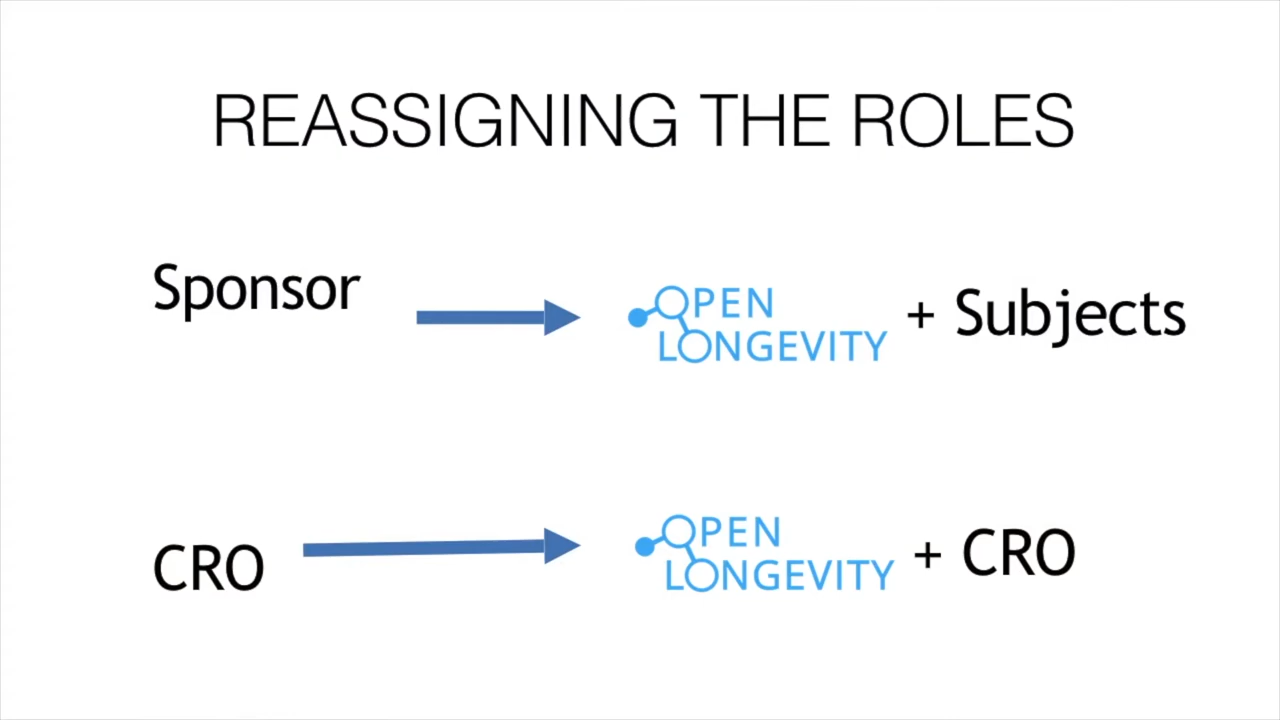 REASSIGNING THE ROLES
Sponsor
OPEN
LONGEVITY
+ Subjects
CRO
OPEN
LONGEVITY
+ CRO